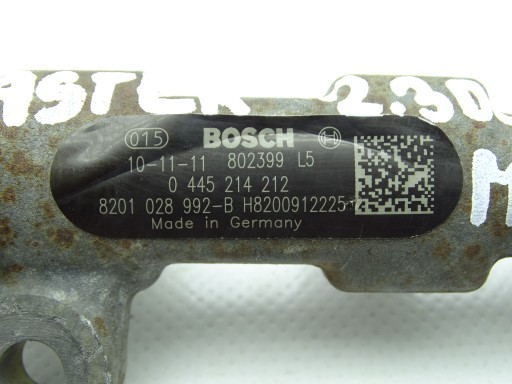 ASTER 2.3D
015 BOSCH
10-11-11 802399 L5
0 445 214 212
8201 028 992-B H8200912225
Made in Germany